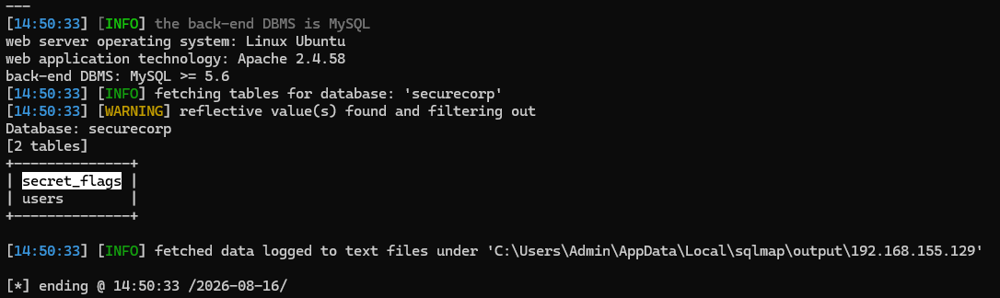 ---
[14:50:33] [INFO] the back-end DBMS is MySQL
web server operating system: Linux Ubuntu
web application technology: Apache 2.4.58
back-end DBMS: MySQL >= 5.6
[14:50:33] [INFO] fetching tables for database: 'securecorp'
[14:50:33] [WARNING] reflective value(s) found and filtering out
Database: securecorp
[2 tables]
+--------------+
| secret_flags |
| users        |
+--------------+
[14:50:33] [INFO] fetched data logged to text files under 'C:\Users\Admin\AppData\Local\sqlmap\output\192.168.155.129'
[*] ending @ 14:50:33 /2026-08-16/